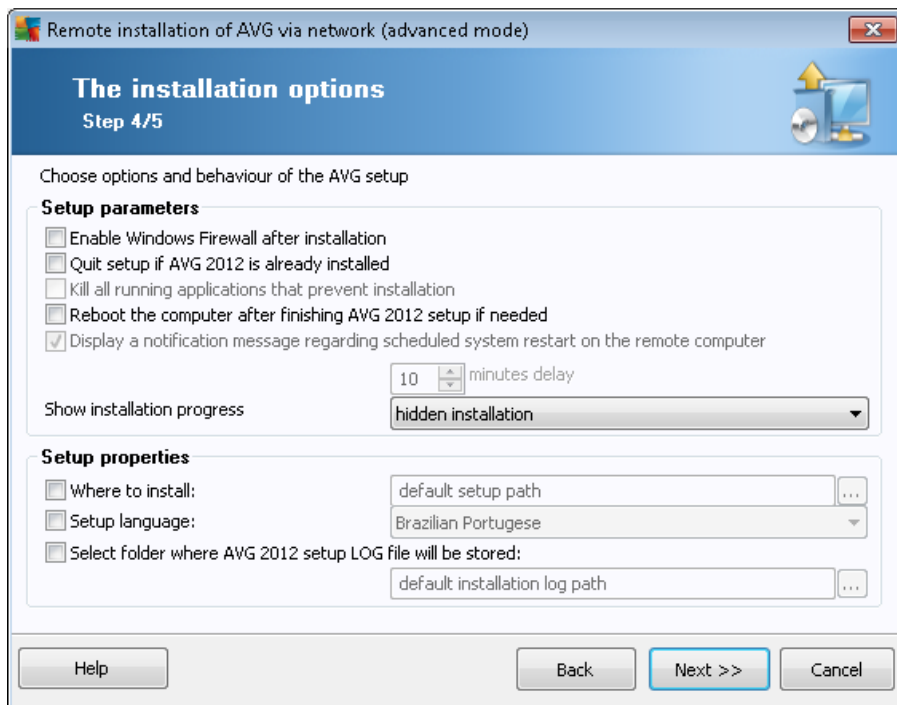 Remote installation of AVG via network (advanced mode)
The installation options
Step 4/5
Choose options and behaviour of the AVG setup
Setup parameters
Enable Windows Firewall after installation
Quit setup if AVG 2012 is already installed
Kill all running applications that prevent installation
Reboot the computer after finishing AVG 2012 setup if needed
Display a notification message regarding scheduled system restart on the remote computer
10 minutes delay
Show installation progress hidden installation
Setup properties
Where to install: default setup path ...
Setup language: Brazilian Portugese
Select folder where AVG 2012 setup LOG file will be stored:
default installation log path ...
Help Back Next >> Cancel